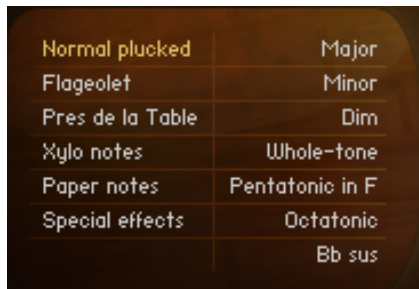 Normal plucked Major
Flageolet Minor
Pres de la Table Dim
Xylo notes Whole-tone
Paper notes Pentatonic in F
Special effects Octatonic
Bb sus